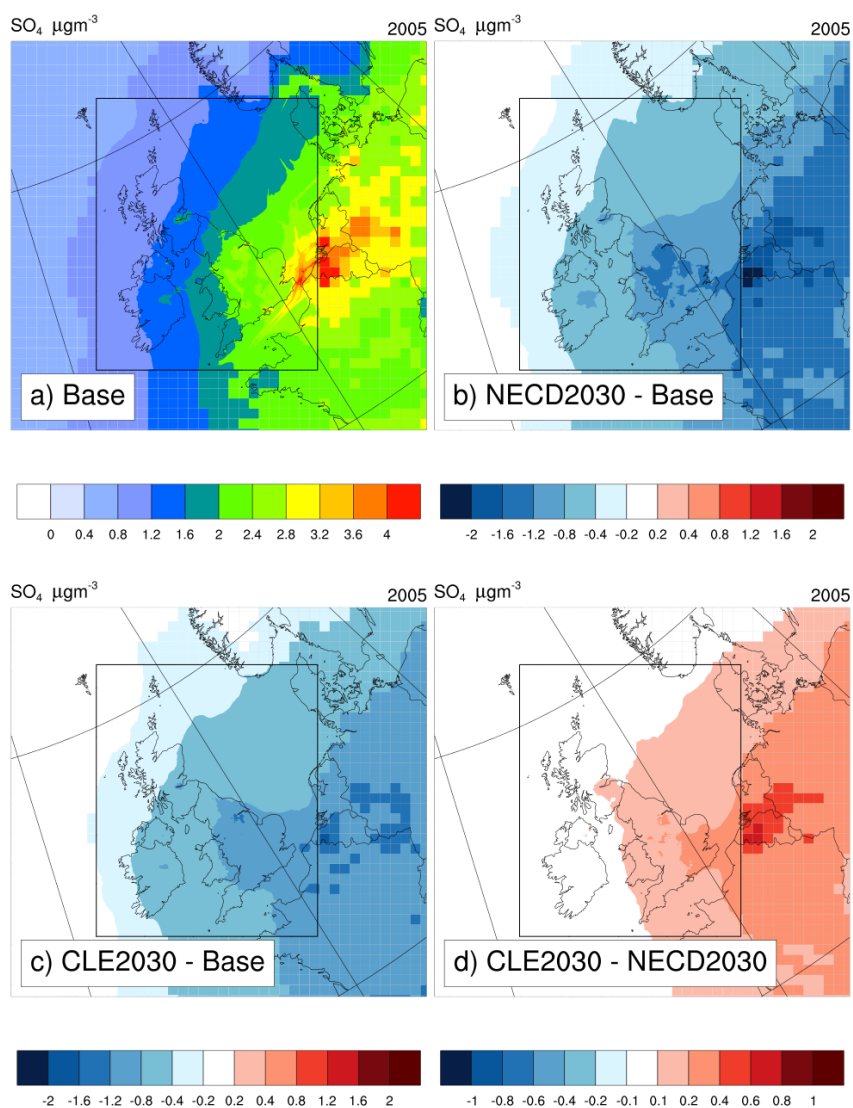 SO₄ μgm⁻³ 2005
SO₄ μgm⁻³ 2005
a) Base
b) NECD2030 - Base
0 0.4 0.8 1.2 1.6 2 2.4 2.8 3.2 3.6 4
-2 -1.6 -1.2 -0.8 -0.4 -0.2 0.2 0.4 0.8 1.2 1.6 2
SO₄ μgm⁻³ 2005
SO₄ μgm⁻³ 2005
c) CLE2030 - Base
d) CLE2030 - NECD2030
-2 -1.6 -1.2 -0.8 -0.4 -0.2 0.2 0.4 0.8 1.2 1.6 2
-1 -0.8 -0.6 -0.4 -0.2 -0.1 0.1 0.2 0.4 0.6 0.8 1